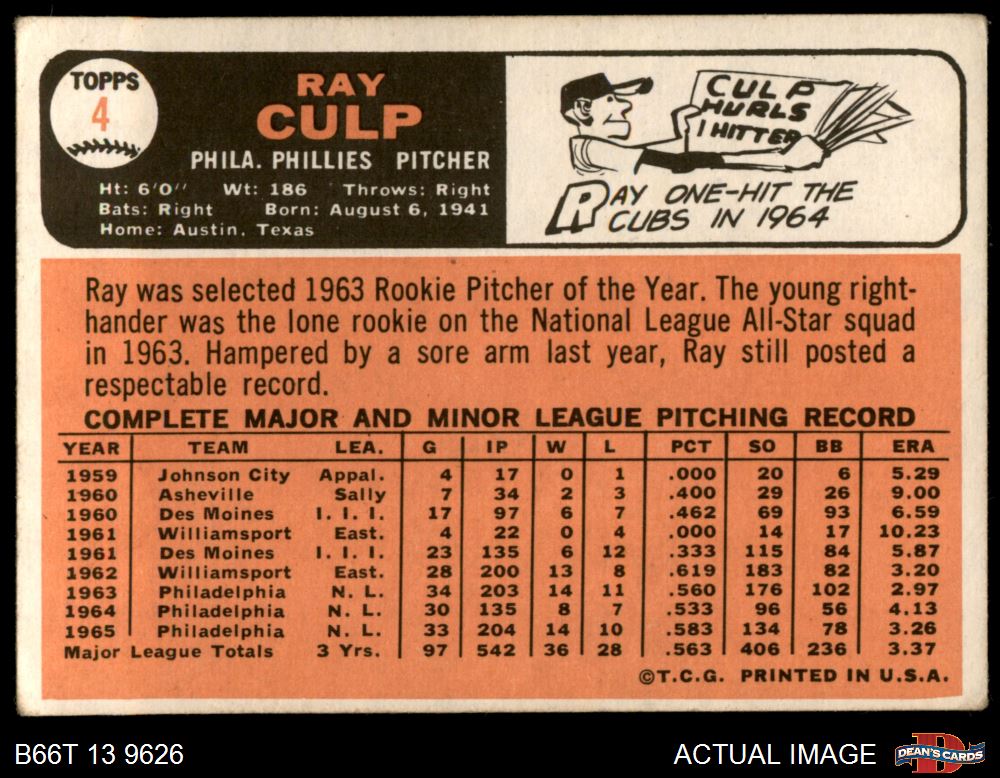 TOPPS
4
RAY
CULP
PHILA. PHILLIES PITCHER
Ht: 6'0" Wt: 186 Throws: Right
Bats: Right Born: August 6, 1941
Home: Austin, Texas
CULP
HURLS
1 HITTER
RAY ONE-HIT THE
CUBS IN 1964
Ray was selected 1963 Rookie Pitcher of the Year. The young right-
hander was the lone rookie on the National League All-Star squad
in 1963. Hampered by a sore arm last year, Ray still posted a
respectable record.
COMPLETE MAJOR AND MINOR LEAGUE PITCHING RECORD
YEAR TEAM LEA. G IP W L PCT SO BB ERA
1959 Johnson City Appal. 4 17 0 1 .000 20 6 5.29
1960 Asheville Sally 7 34 2 3 .400 29 26 9.00
1960 Des Moines I. I. I. 17 97 6 7 .462 69 93 6.59
1961 Williamsport East. 4 22 0 4 .000 14 17 10.23
1961 Des Moines I. I. I. 23 135 6 12 .333 115 84 5.87
1962 Williamsport East. 28 200 13 8 .619 183 82 3.20
1963 Philadelphia N. L. 34 203 14 11 .560 176 102 2.97
1964 Philadelphia N. L. 30 135 8 7 .533 96 56 4.13
1965 Philadelphia N. L. 33 204 14 10 .583 134 78 3.26
Major League Totals 3 Yrs. 97 542 36 28 .563 406 236 3.37
©T.C.G. PRINTED IN U.S.A.
B66T 13 9626
ACTUAL IMAGE
DEAN'S CARDS